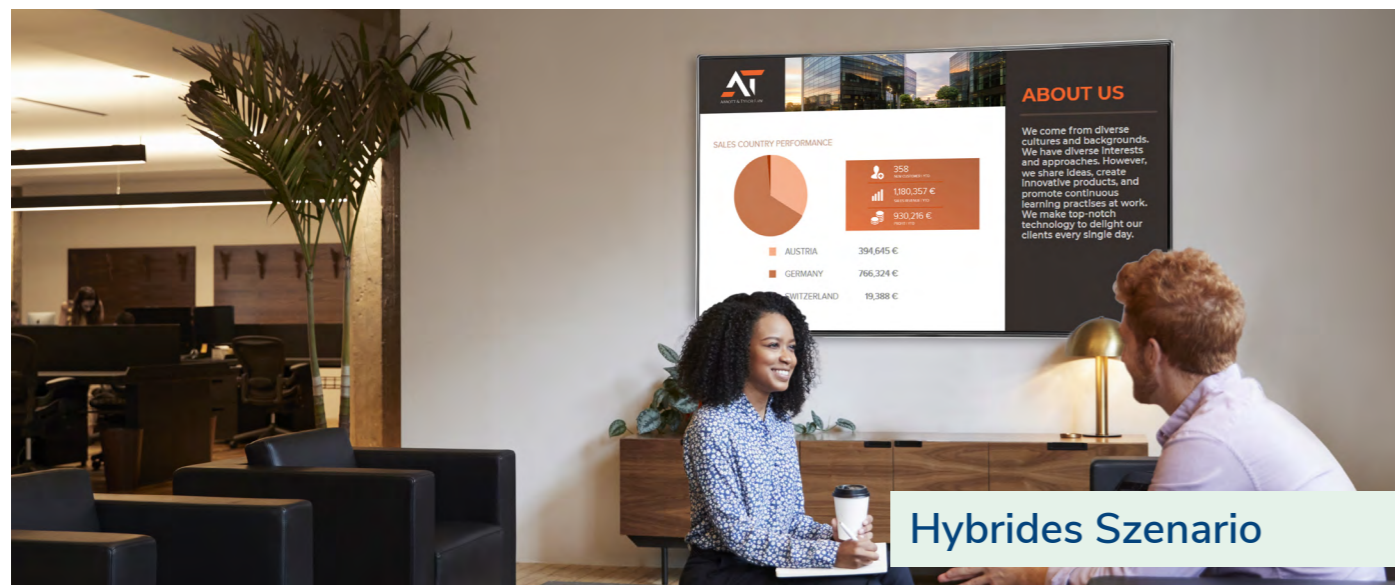 AT
ABOUT US
We come from diverse
cultures and backgrounds.
We have diverse interests
and approaches. However,
we share ideas, create
innovative products, and
promote continuous
learning practises at work.
We make top-notch
technology to delight our
clients every single day.
SALES COUNTRY PERFORMANCE
358
1,180,357 €
930,216 €
AUSTRIA 394,645 €
GERMANY 766,324 €
SWITZERLAND 19,388 €
Hybrides Szenario